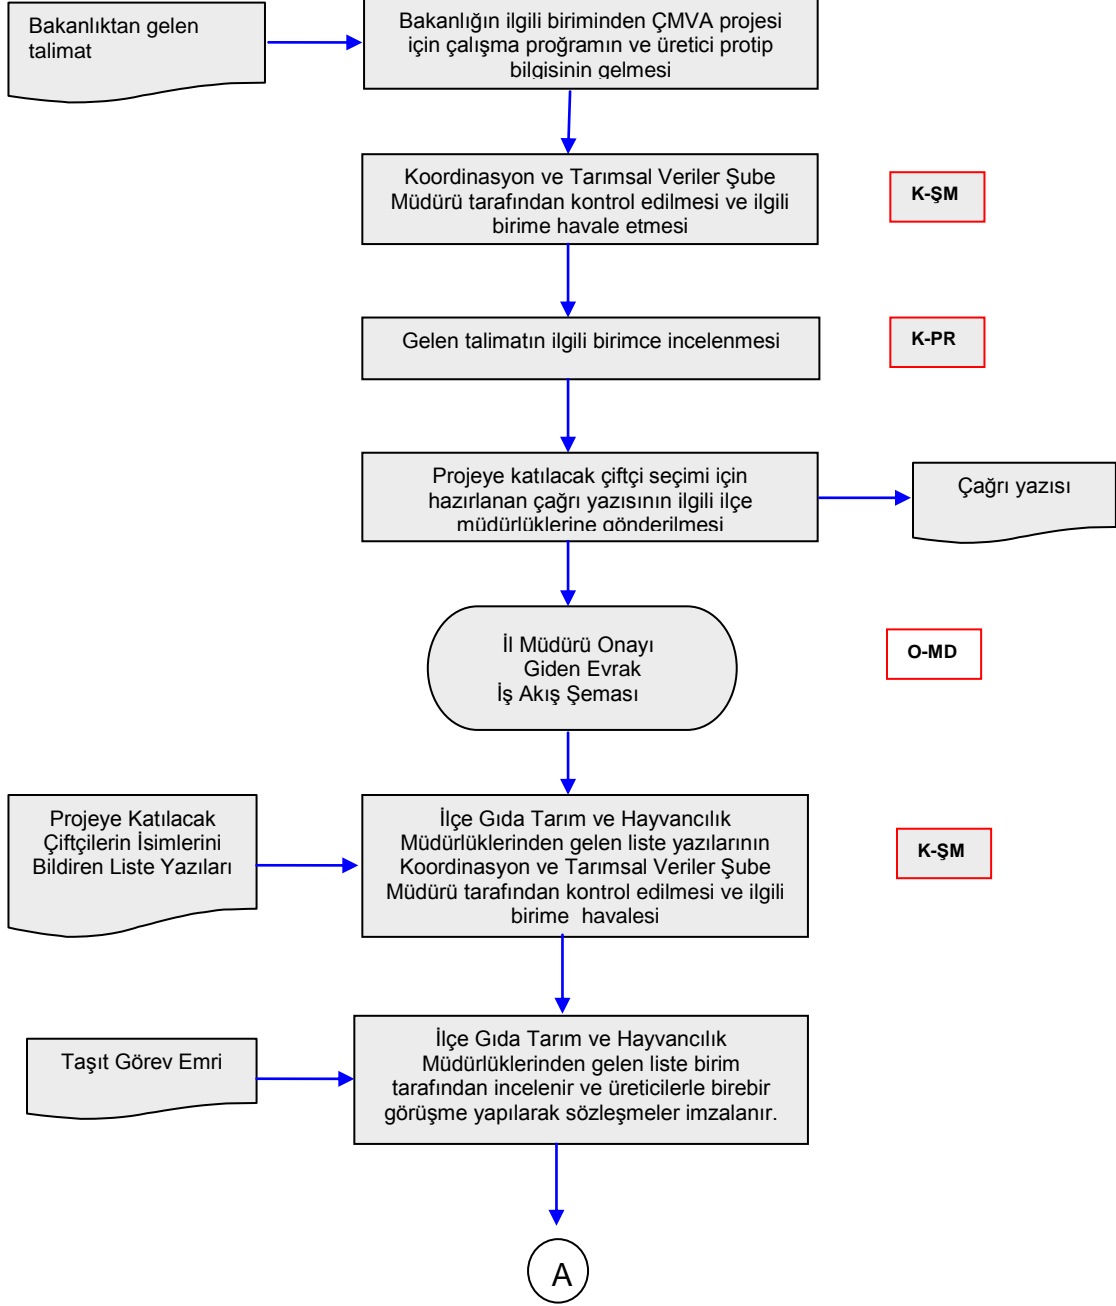 Bakanlıktan gelen
talimat
Bakanlığın ilgili biriminden ÇMVA projesi
için çalışma proğramın ve üretici protip
bilgisinin gelmesi
Koordinasyon ve Tarımsal Veriler Şube
Müdürü tarafından kontrol edilmesi ve ilgili
birime havale etmesi
K-ŞM
Gelen talimatın ilgili birimce incelenmesi
K-PR
Projeye katılacak çiftçi seçimi için
hazırlanan çağrı yazısının ilgili ilçe
müdürlüklerine gönderilmesi
Çağrı yazısı
İl Müdürü Onayı
Giden Evrak
İş Akış Şeması
O-MD
Projeye Katılacak
Çiftçilerin İsimlerini
Bildiren Liste Yazıları
İlçe Gıda Tarım ve Hayvancılık
Müdürlüklerinden gelen liste yazılarının
Koordinasyon ve Tarımsal Veriler Şube
Müdürü tarafından kontrol edilmesi ve ilgili
birime havalesi
K-ŞM
Taşıt Görev Emri
İlçe Gıda Tarım ve Hayvancılık
Müdürlüklerinden gelen liste birim
tarafından incelenir ve üreticilerle birebir
görüşme yapılarak sözleşmeler imzalanır.
A